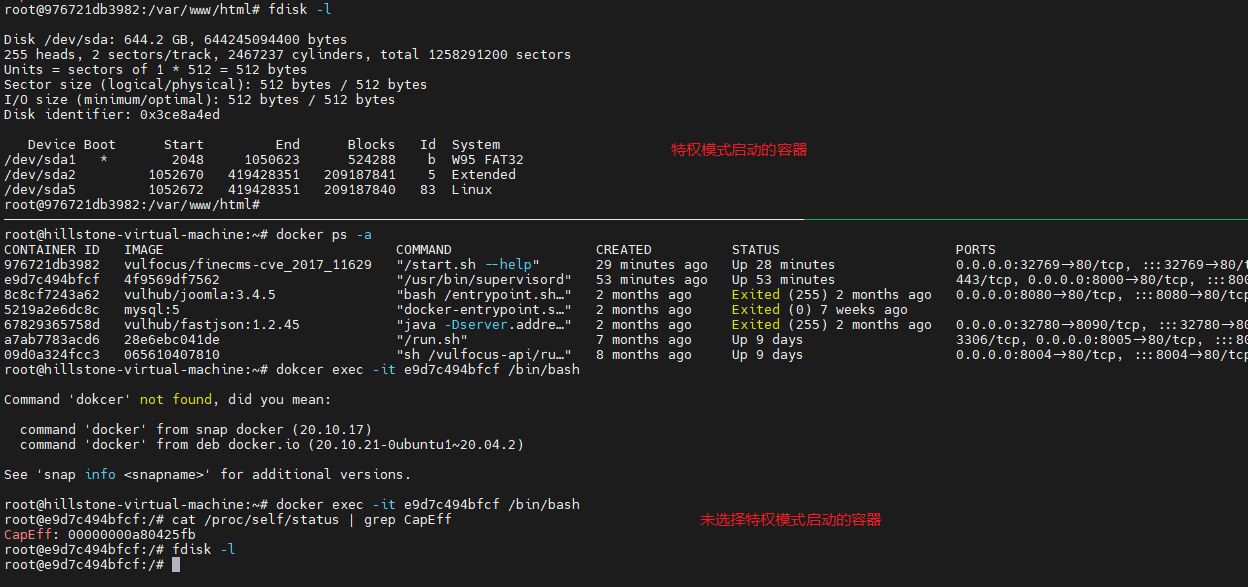 root@976721db3982:/var/www/html# fdisk -l
Disk /dev/sda: 644.2 GB, 644245094400 bytes
255 heads, 2 sectors/track, 2467237 cylinders, total 1258291200 sectors
Units = sectors of 1 * 512 = 512 bytes
Sector size (logical/physical): 512 bytes / 512 bytes
I/O size (minimum/optimal): 512 bytes / 512 bytes
Disk identifier: 0x3ce8a4ed
Device Boot Start End Blocks Id System
特权模式启动的容器
/dev/sda1 * 2048 1050623 524288 b W95 FAT32
/dev/sda2 1052670 419428351 209187841 5 Extended
/dev/sda5 1052672 419428351 209187840 83 Linux
root@976721db3982:/var/www/html#
root@hillstone-virtual-machine:~# docker ps -a
CONTAINER ID IMAGE COMMAND CREATED STATUS PORTS
976721db3982 vulfocus/finecms-cve_2017_11629 "/start.sh --help" 29 minutes ago Up 28 minutes 0.0.0.0:32769->80/tcp, :::32769->80/t
e9d7c494bfcf 4f9569df7562 "/usr/bin/supervisord" 53 minutes ago Up 53 minutes 443/tcp, 0.0.0.0:8000->80/tcp, :::80
8c8cf7243a62 vulhub/joomla:3.4.5 "bash /entrypoint.sh…" 2 months ago Exited (255) 2 months ago 0.0.0.0:8080->80/tcp, :::8080->80/tcp
5219a2e6dc8c mysql:5 "docker-entrypoint.s…" 2 months ago Exited (0) 7 weeks ago
67829365758d vulhub/fastjson:1.2.45 "java -Dserver.addre…" 2 months ago Exited (255) 2 months ago 0.0.0.0:32780->8090/tcp, :::32780->80
a7ab7783acd6 28e6ebc041de "/run.sh" 7 months ago Up 9 days 3306/tcp, 0.0.0.0:8005->80/tcp, :::80
09d0a324fcc3 065610407810 "sh /vulfocus-api/ru…" 8 months ago Up 9 days 0.0.0.0:8004->80/tcp, :::8004->80/tcp
root@hillstone-virtual-machine:~# dokcer exec -it e9d7c494bfcf /bin/bash
Command 'dokcer' not found, did you mean:
command 'docker' from snap docker (20.10.17)
command 'docker' from deb docker.io (20.10.21-0ubuntu1~20.04.2)
See 'snap info <snapname>' for additional versions.
root@hillstone-virtual-machine:~# docker exec -it e9d7c494bfcf /bin/bash
root@e9d7c494bfcf:/# cat /proc/self/status | grep CapEff
未选择特权模式启动的容器
CapEff: 00000000a80425fb
root@e9d7c494bfcf:/# fdisk -l
root@e9d7c494bfcf:/#